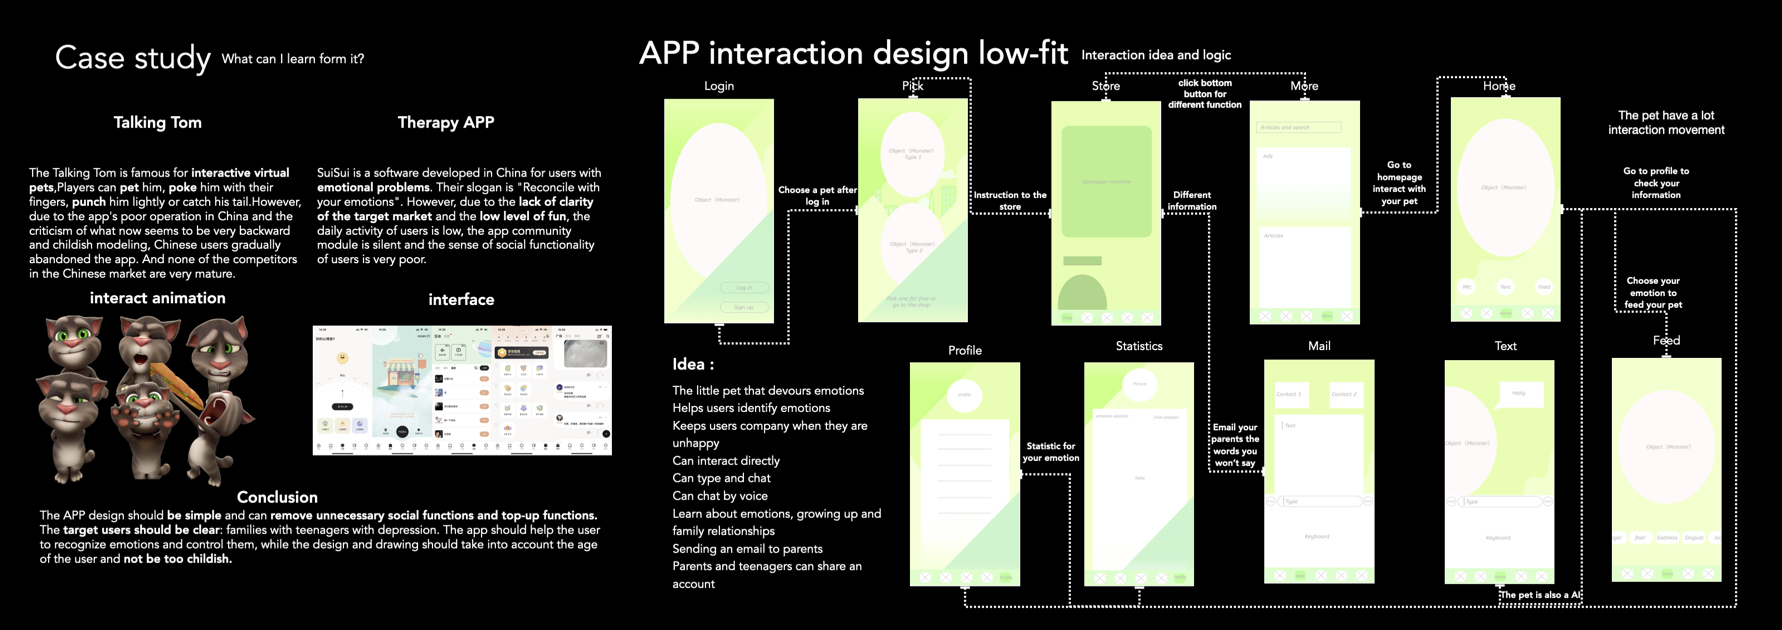 Case study
What can I learn form it?
Talking Tom
The Talking Tom is famous for interactive virtual
pets,Players can pet him, poke him with their
fingers, punch him lightly or catch his tail.However,
due to the app's poor operation in China and the
criticism of what now seems to be very backward
and childish modeling, Chinese users gradually
abandoned the app. And none of the competitors
in the Chinese market are very mature.
interact animation
Therapy APP
SuiSui is a software developed in China for users with
emotional problems. Their slogan is "Reconcile with
your emotions". However, due to the lack of clarity
of the target market and the low level of fun, the
daily activity of users is low, the app community
module is silent and the sense of social functionality
of users is very poor.
interface
Conclusion
The APP design should be simple and can remove unnecessary social functions and top-up functions.
The target users should be clear: families with teenagers with depression. The app should help the user
to recognize emotions and control them, while the design and drawing should take into account the age
of the user and not be too childish.
APP interaction design low-fit
Interaction idea and logic
Login
Object (Monster)
Log in
Sign up
Choose a pet after
log in
Pick
Object (Monster)
Type 1
Object (Monster)
Type 2
Pick one for free or
go to the shop
Instruction to the
store
Store
click bottom
button for
different function
Different
information
More
Articles and search
Ads
Articles
Go to
homepage
interact with
your pet
Home
Object (Monster)
Mic
Text
Feed
The pet have a lot
interaction movement
Go to profile to
check your
information
Choose your
emotion to
feed your pet
Idea :
The little pet that devours emotions
Helps users identify emotions
Keeps users company when they are
unhappy
Can interact directly
Can type and chat
Can chat by voice
Learn about emotions, growing up and
family relationships
Sending an email to parents
Parents and teenagers can share an
account
Profile
profile
Statistic for
your emotion
Statistics
Email your
parents the
words you
won't say
Mail
Contact 1
Contact 2
Text
Type
Keyboard
Text
Object (Monster)
Reply
Type
Keyboard
The pet is also a AI
Feed
Object (Monster)
fear
Sadness
Disgust